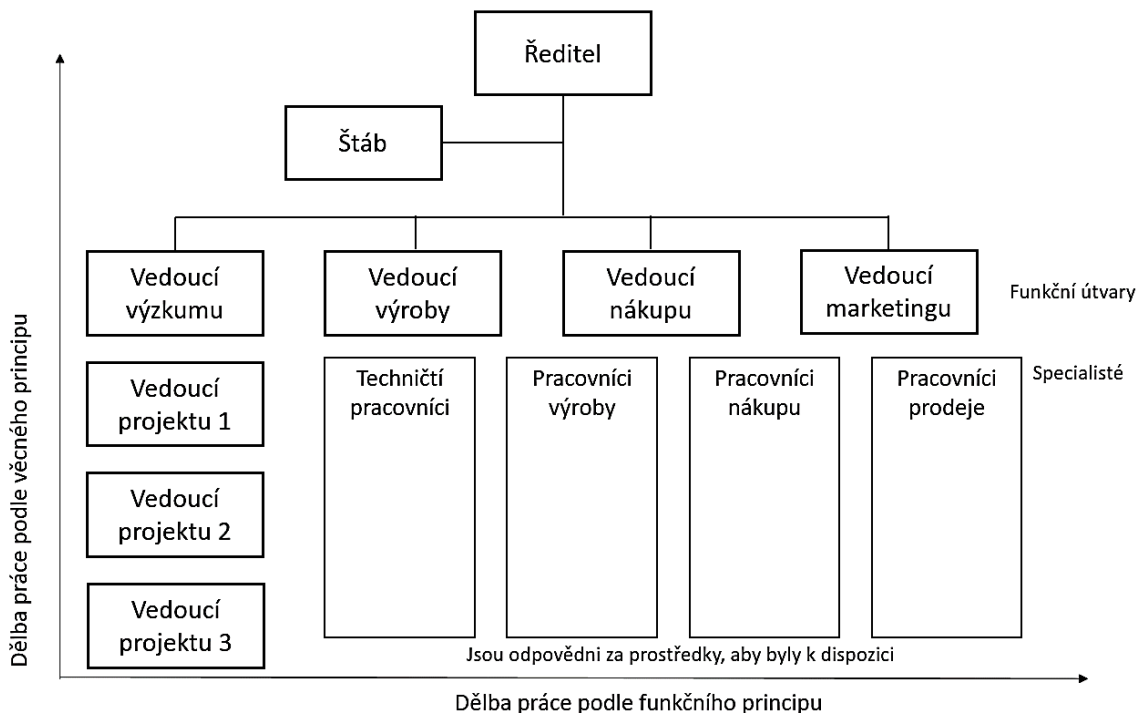 Ředitel
Štáb
Vedoucí
výzkumu
Vedoucí
výroby
Vedoucí
nákupu
Vedoucí
marketingu
Funkční útvary
Vedoucí
projektu 1
Techničtí
pracovníci
Pracovníci
výroby
Pracovníci
nákupu
Pracovníci
prodeje
Specialisté
Vedoucí
projektu 2
Vedoucí
projektu 3
Jsou odpovědni za prostředky, aby byly k dispozici
Dělba práce podle věcného principu
Dělba práce podle funkčního principu